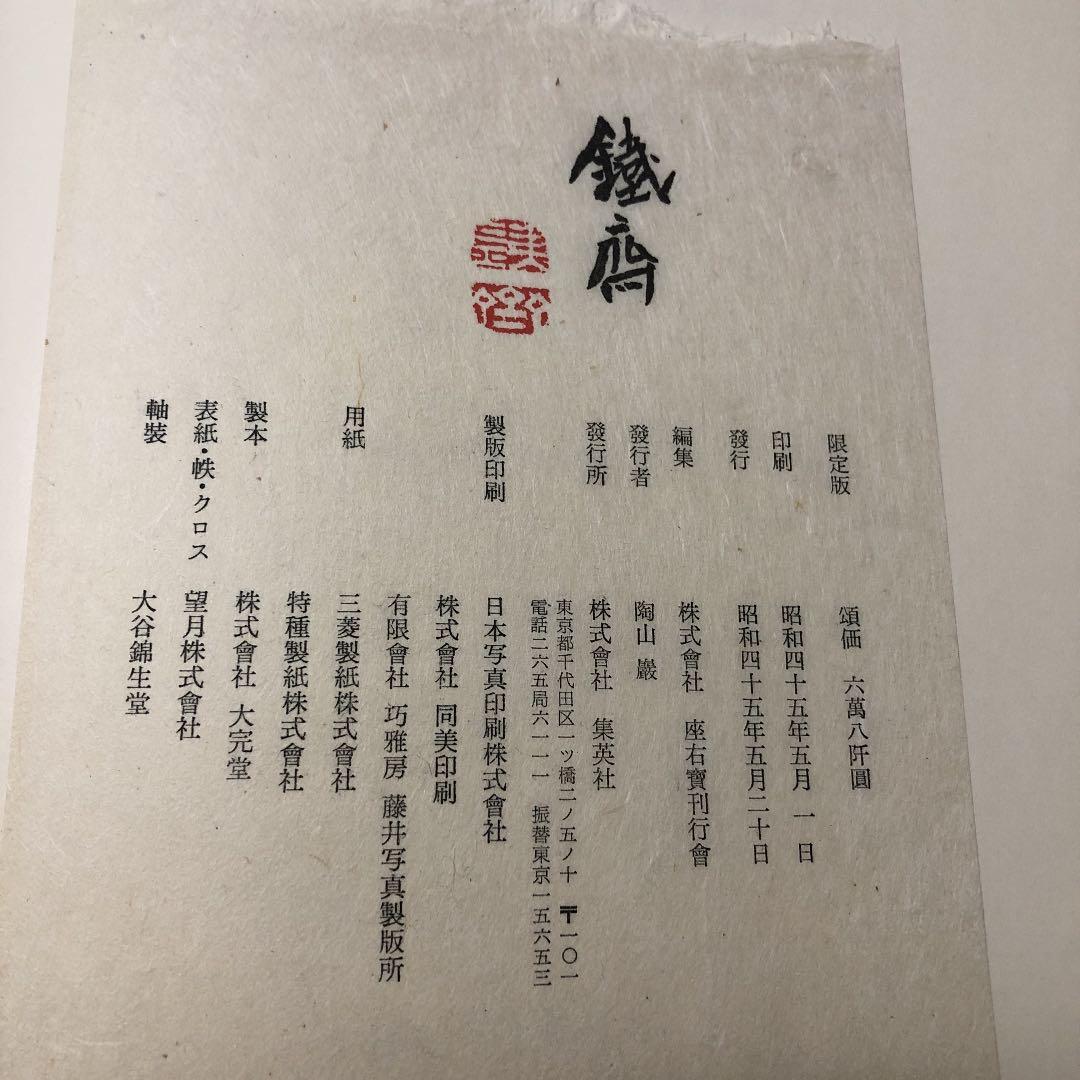 鐵齋
限定版 頒価 六萬八阡圓
印刷 昭和四十五年五月 一 日
發行 昭和四十五年五月二十日
編集 株式會社 座右寶刊行會
發行者 陶山 巖
發行所 株式會社 集英社
東京都千代田区一ッ橋二ノ五ノ十 〒一〇一
電話二六五局六一一一 振替東京一五六五三
製版印刷 日本写真印刷株式會社
株式會社 同美印刷
有限會社 巧雅房 藤井写真製版所
用紙 三菱製紙株式會社
特種製紙株式會社
製本 株式會社 大完堂
表紙・帙・クロス 望月株式會社
軸装 大谷錦生堂